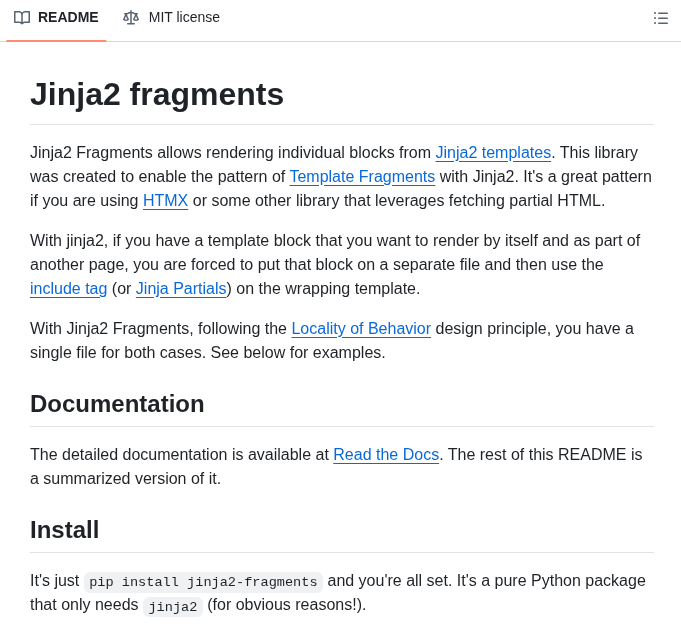 README
MIT license
Jinja2 fragments
Jinja2 Fragments allows rendering individual blocks from Jinja2 templates. This library
was created to enable the pattern of Template Fragments with Jinja2. It's a great pattern
if you are using HTMX or some other library that leverages fetching partial HTML.
With jinja2, if you have a template block that you want to render by itself and as part of
another page, you are forced to put that block on a separate file and then use the
include tag (or Jinja Partials) on the wrapping template.
With Jinja2 Fragments, following the Locality of Behavior design principle, you have a
single file for both cases. See below for examples.
Documentation
The detailed documentation is available at Read the Docs. The rest of this README is
a summarized version of it.
Install
It's just pip install jinja2-fragments and you're all set. It's a pure Python package
that only needs jinja2 (for obvious reasons!).